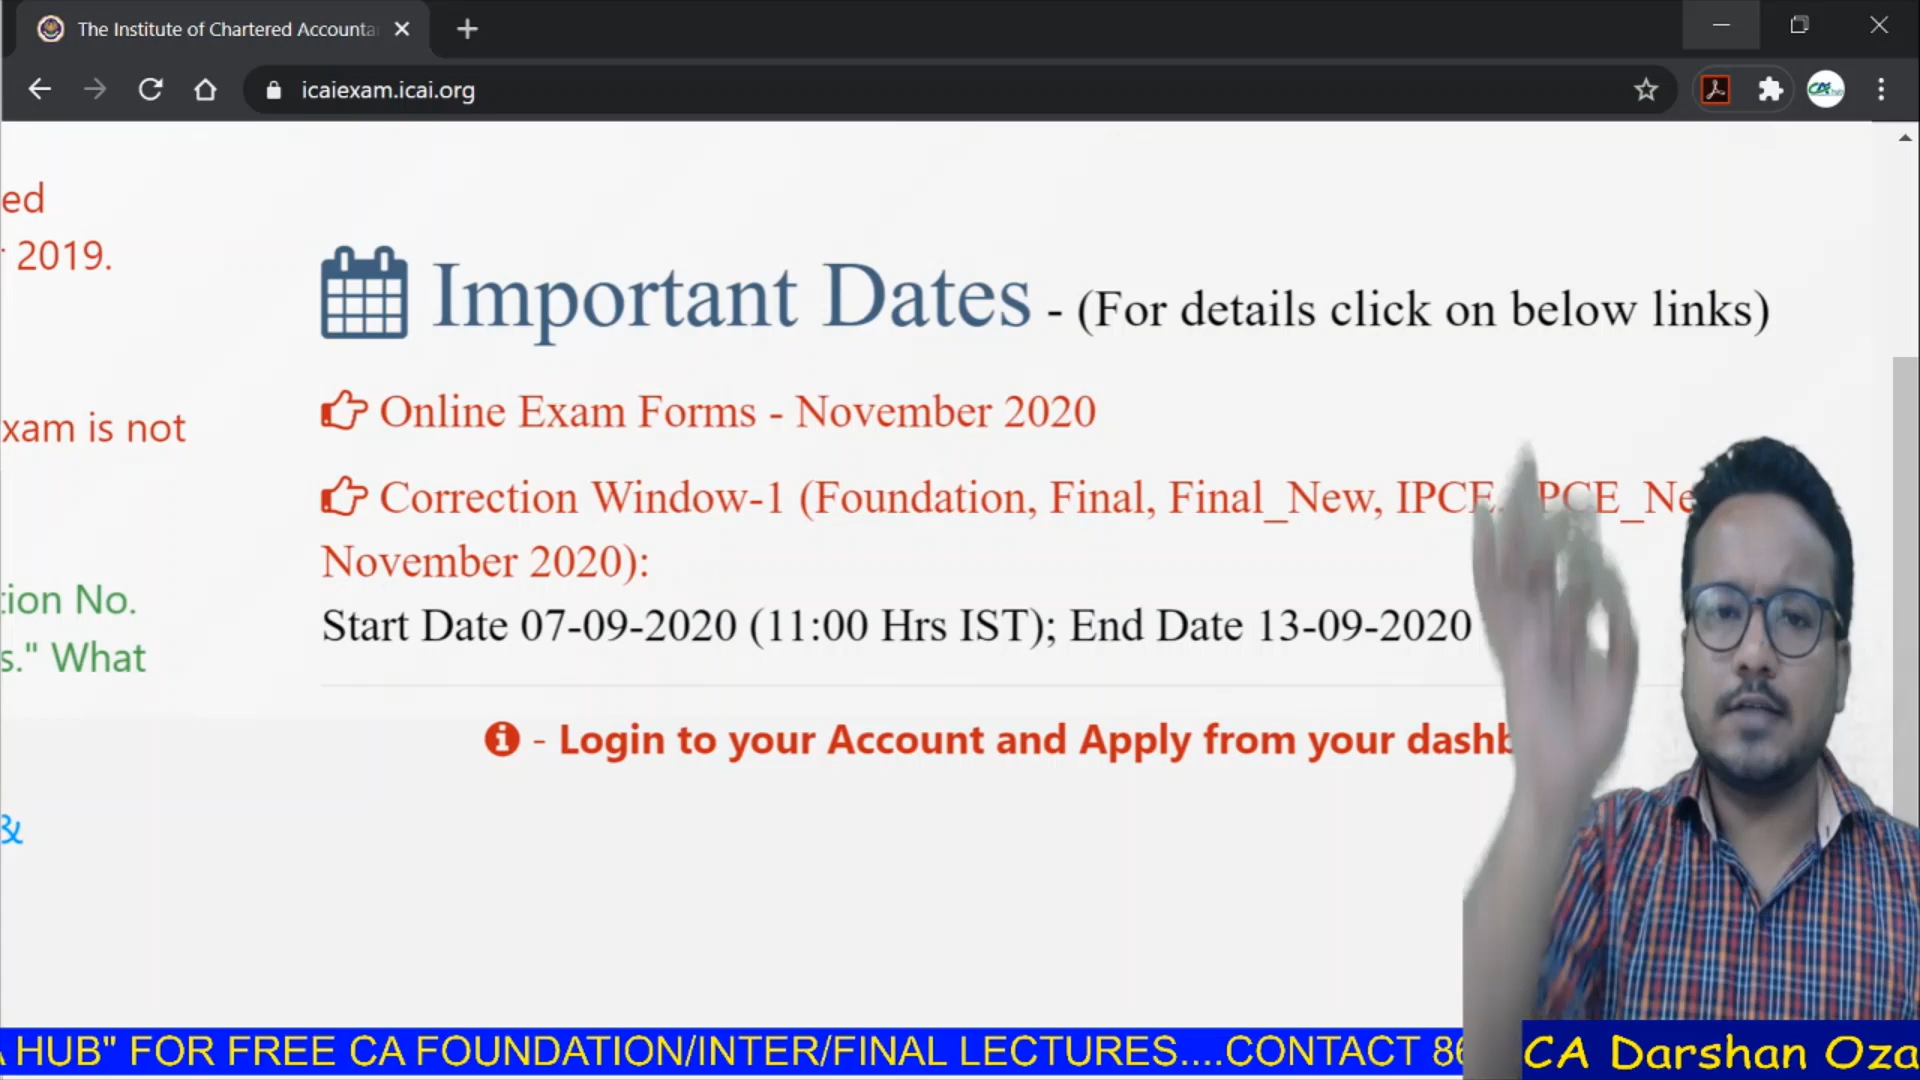 The Institute of Chartered Accounta
icaiexam.icai.org
ed
2019.
xam is not
tion No.
s." What
&
Important Dates - (For details click on below links)
Online Exam Forms - November 2020
Correction Window-1 (Foundation, Final, Final_New, IPCE, IPCE_Ne
November 2020):
Start Date 07-09-2020 (11:00 Hrs IST); End Date 13-09-2020
- Login to your Account and Apply from your dashb
HUB" FOR FREE CA FOUNDATION/INTER/FINAL LECTURES....CONTACT 86
CA Darshan Oza